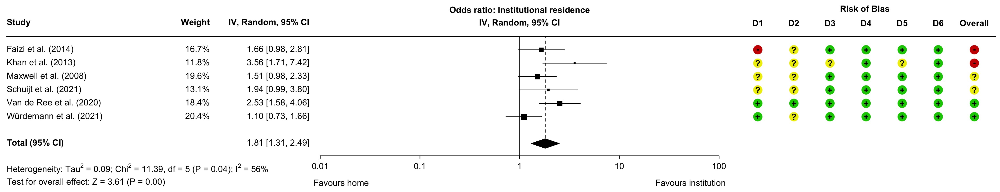 Odds ratio: Institutional residence Risk of Bias
Study Weight IV, Random, 95% CI IV, Random, 95% CI D1 D2 D3 D4 D5 D6 Overall
Faizi et al. (2014) 16.7% 1.66 [0.98, 2.81] - ? + + + + -
Khan et al. (2013) 11.8% 3.56 [1.71, 7.42] ? ? ? + ? + -
Maxwell et al. (2008) 19.6% 1.51 [0.98, 2.33] ? ? + + + + ?
Schuijt et al. (2021) 13.1% 1.94 [0.99, 3.80] ? ? + + + + ?
Van de Ree et al. (2020) 18.4% 2.53 [1.58, 4.06] + + + + + + +
Würdemann et al. (2021) 20.4% 1.10 [0.73, 1.66] + ? + + + + +
Total (95% CI) 1.81 [1.31, 2.49]
Heterogeneity: Tau² = 0.09; Chi² = 11.39, df = 5 (P = 0.04); I² = 56%
Test for overall effect: Z = 3.61 (P = 0.00)
0.01 0.1 1 10 100
Favours home Favours institution